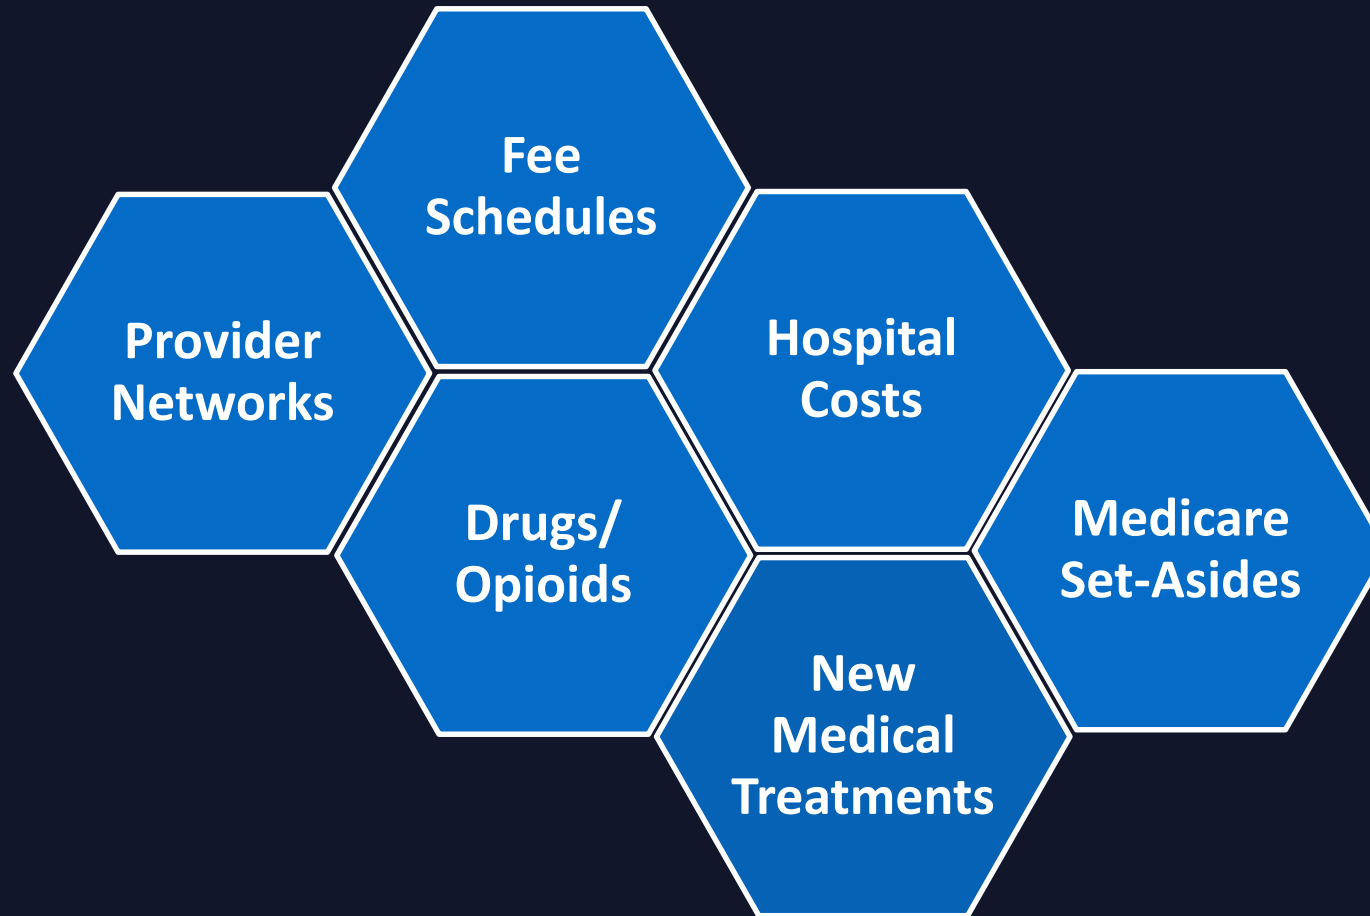 Fee
Schedules
Provider
Networks
Hospital
Costs
Drugs/
Opioids
Medicare
Set-Asides
New
Medical
Treatments